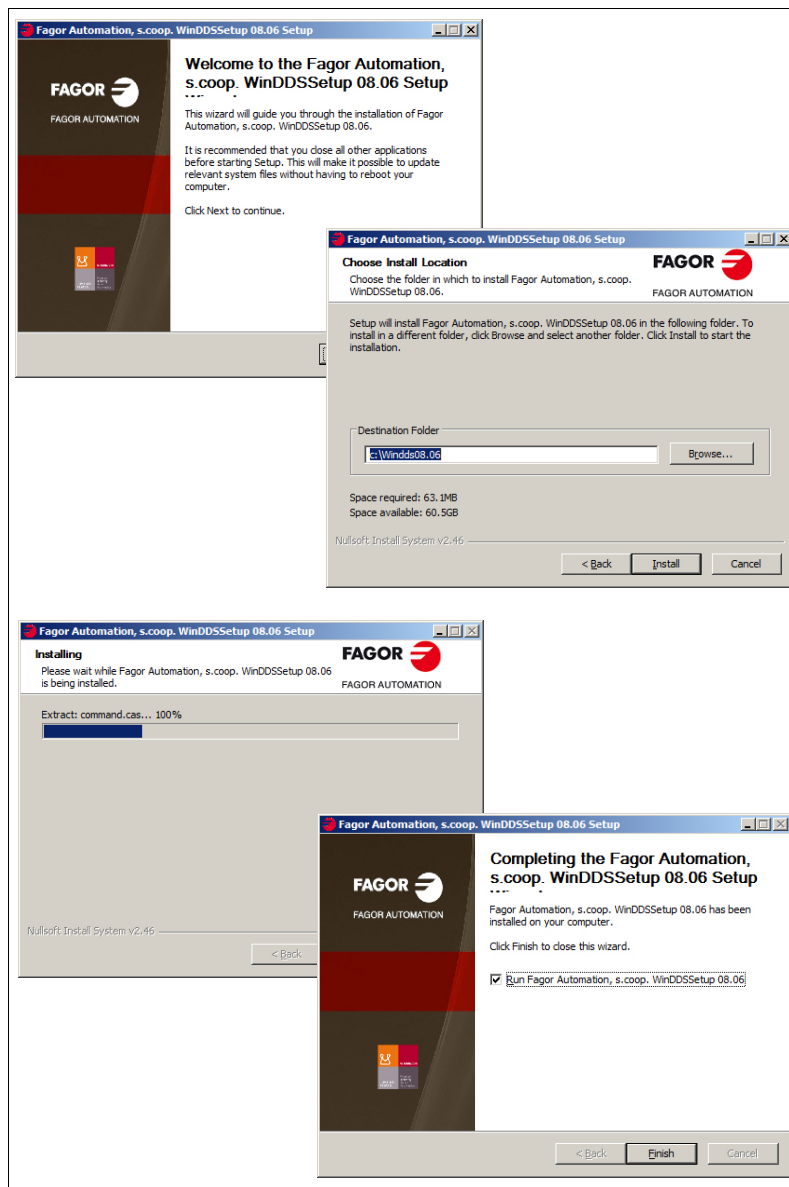 Fagor Automation, s.coop. WinDDSSetup 08.06 Setup
FAGOR
FAGOR AUTOMATION
Welcome to the Fagor Automation,
s.coop. WinDDSSetup 08.06 Setup
This wizard will guide you through the installation of Fagor
Automation, s.coop. WinDDSSetup 08.06.
It is recommended that you close all other applications
before starting Setup. This will make it possible to update
relevant system files without having to reboot your
computer.
Click Next to continue.
Fagor Automation, s.coop. WinDDSSetup 08.06 Setup
Choose Install Location
Choose the folder in which to install Fagor Automation, s.coop.
WinDDSSetup 08.06.
FAGOR
FAGOR AUTOMATION
Setup will install Fagor Automation, s.coop. WinDDSSetup 08.06 in the following folder. To
install in a different folder, click Browse and select another folder. Click Install to start the
installation.
Destination Folder
c:\Windds08.06
Browse...
Space required: 63.1MB
Space available: 60.5GB
Nullsoft Install System v2.46
< Back Install Cancel
Fagor Automation, s.coop. WinDDSSetup 08.06 Setup
Installing
Please wait while Fagor Automation, s.coop. WinDDSSetup 08.06
is being installed.
FAGOR
FAGOR AUTOMATION
Extract: command.cas... 100%
Nullsoft Install System v2.46
< Back
Fagor Automation, s.coop. WinDDSSetup 08.06 Setup
FAGOR
FAGOR AUTOMATION
Completing the Fagor Automation,
s.coop. WinDDSSetup 08.06 Setup
Fagor Automation, s.coop. WinDDSSetup 08.06 has been
installed on your computer.
Click Finish to close this wizard.
Run Fagor Automation, s.coop. WinDDSSetup 08.06
< Back Finish Cancel